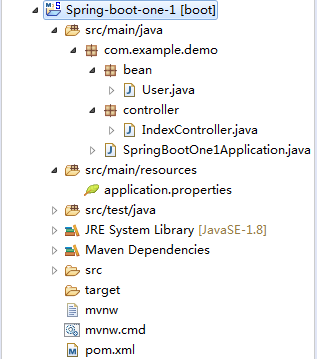 Spring-boot-one-1 [boot]
src/main/java
com.example.demo
bean
User.java
controller
IndexController.java
SpringBootOne1Application.java
src/main/resources
application.properties
src/test/java
JRE System Library [JavaSE-1.8]
Maven Dependencies
src
target
mvnw
mvnw.cmd
pom.xml